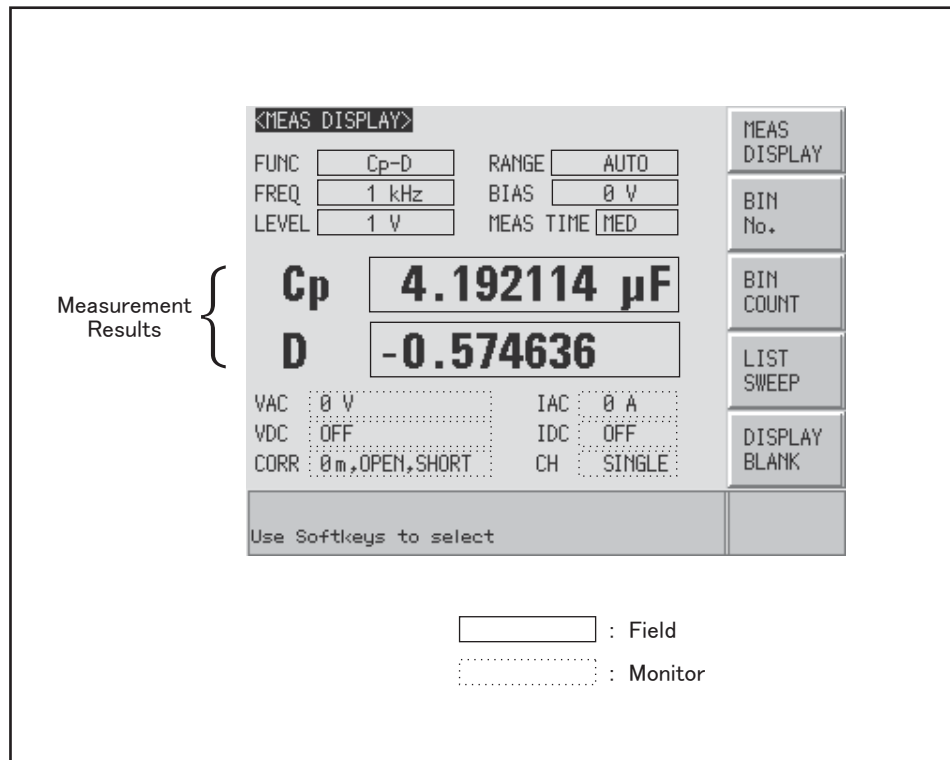 <MEAS DISPLAY>
FUNC Cp-D RANGE AUTO
FREQ 1 kHz BIAS 0 V
LEVEL 1 V MEAS TIME MED
Measurement
Results
Cp 4.192114 μF
D -0.574636
VAC 0 V IAC 0 A
VDC OFF IDC OFF
CORR 0m,OPEN,SHORT CH SINGLE
Use Softkeys to select
MEAS
DISPLAY
BIN
No.
BIN
COUNT
LIST
SWEEP
DISPLAY
BLANK
: Field
: Monitor